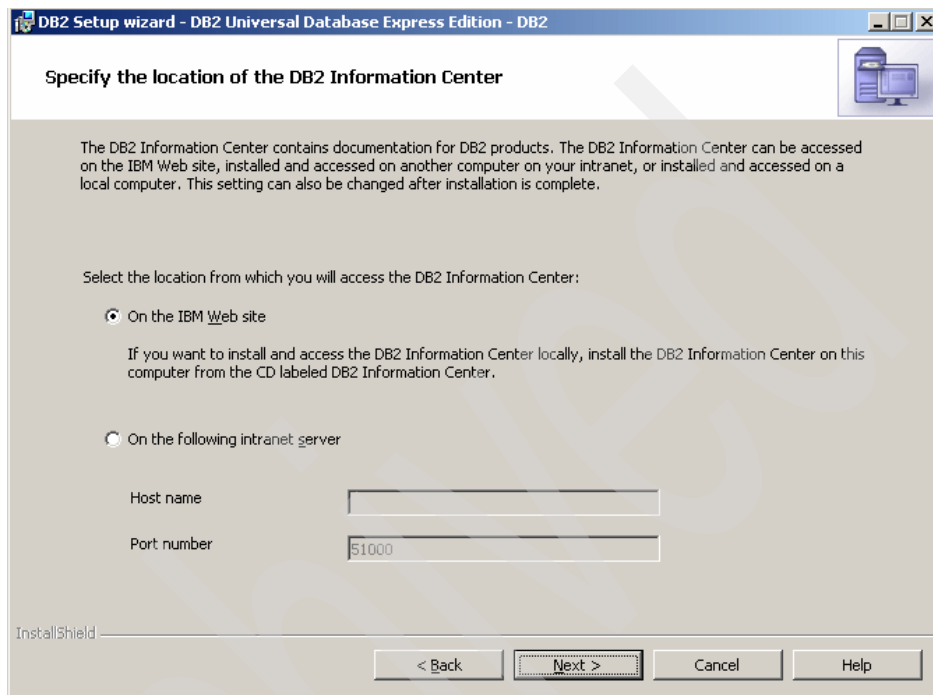 DB2 Setup wizard - DB2 Universal Database Express Edition - DB2
Specify the location of the DB2 Information Center
The DB2 Information Center contains documentation for DB2 products. The DB2 Information Center can be accessed
on the IBM Web site, installed and accessed on another computer on your intranet, or installed and accessed on a
local computer. This setting can also be changed after installation is complete.
Select the location from which you will access the DB2 Information Center:
On the IBM Web site
If you want to install and access the DB2 Information Center locally, install the DB2 Information Center on this
computer from the CD labeled DB2 Information Center.
On the following intranet server
Host name
Port number
51000
InstallShield
< Back
Next >
Cancel
Help